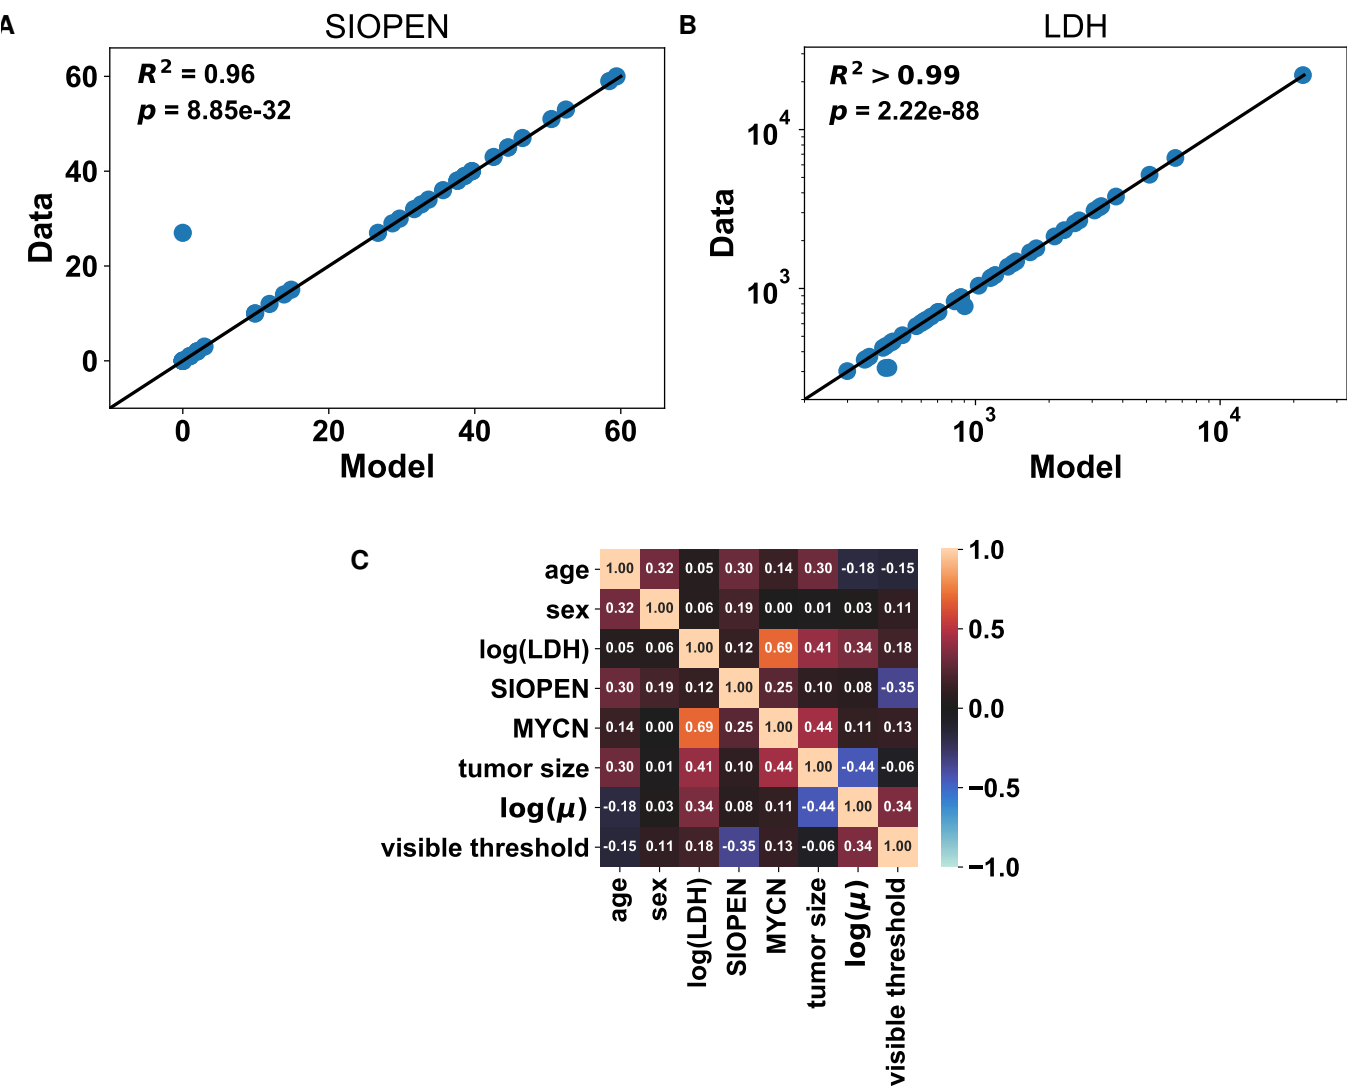 A
SIOPEN
R² = 0.96
p = 8.85e-32
60
40
20
0
Data
0 20 40 60
Model
B
LDH
R² > 0.99
p = 2.22e-88
10⁴
10³
Data
10³ 10⁴
Model
C
age 1.00 0.32 0.05 0.30 0.14 0.30 -0.18 -0.15
sex 0.32 1.00 0.06 0.19 0.00 0.01 0.03 0.11
log(LDH) 0.05 0.06 1.00 0.12 0.69 0.41 0.34 0.18
SIOPEN 0.30 0.19 0.12 1.00 0.25 0.10 0.08 -0.35
MYCN 0.14 0.00 0.69 0.25 1.00 0.44 0.11 0.13
tumor size 0.30 0.01 0.41 0.10 0.44 1.00 -0.44 -0.06
log(μ) -0.18 0.03 0.34 0.08 0.11 -0.44 1.00 0.34
visible threshold -0.15 0.11 0.18 -0.35 0.13 -0.06 0.34 1.00
age
sex
log(LDH)
SIOPEN
MYCN
tumor size
log(μ)
visible threshold
1.0
0.5
0.0
−0.5
−1.0